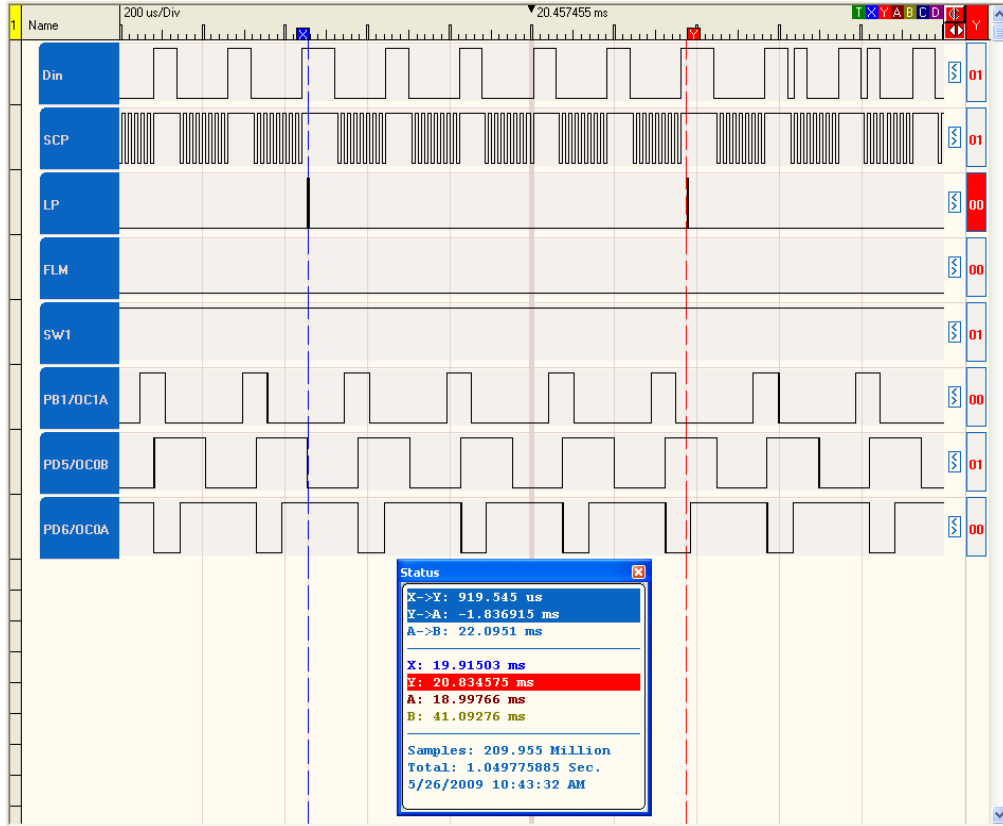 1 Name 200 us/Div 20.457455 ms T X Y A B C D Y
X Y
Din 01
SCP 01
LP 00
FLM 00
SW1 01
PB1/OC1A 00
PD5/OC0B 01
PD6/OC0A 00
Status
X->Y: 919.545 us
Y->A: -1.836915 ms
A->B: 22.0951 ms
X: 19.91503 ms
Y: 20.834575 ms
A: 18.99766 ms
B: 41.09276 ms
Samples: 209.955 Million
Total: 1.049775885 Sec.
5/26/2009 10:43:32 AM